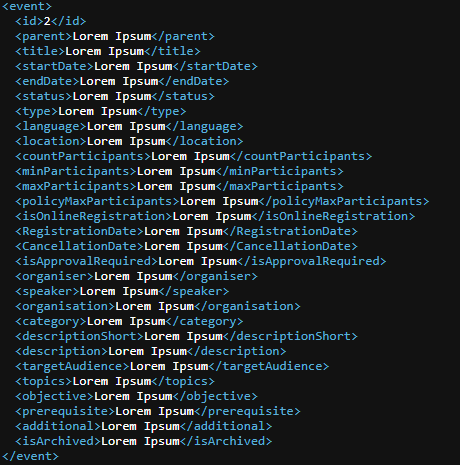 <event>
<id>2</id>
<parent>Lorem Ipsum</parent>
<title>Lorem Ipsum</title>
<startDate>Lorem Ipsum</startDate>
<endDate>Lorem Ipsum</endDate>
<status>Lorem Ipsum</status>
<type>Lorem Ipsum</type>
<language>Lorem Ipsum</language>
<location>Lorem Ipsum</location>
<countParticipants>Lorem Ipsum</countParticipants>
<minParticipants>Lorem Ipsum</minParticipants>
<maxParticipants>Lorem Ipsum</maxParticipants>
<policyMaxParticipants>Lorem Ipsum</policyMaxParticipants>
<isOnlineRegistration>Lorem Ipsum</isOnlineRegistration>
<RegistrationDate>Lorem Ipsum</RegistrationDate>
<CancellationDate>Lorem Ipsum</CancellationDate>
<isApprovalRequired>Lorem Ipsum</isApprovalRequired>
<organiser>Lorem Ipsum</organiser>
<speaker>Lorem Ipsum</speaker>
<organisation>Lorem Ipsum</organisation>
<category>Lorem Ipsum</category>
<descriptionShort>Lorem Ipsum</descriptionShort>
<description>Lorem Ipsum</description>
<targetAudience>Lorem Ipsum</targetAudience>
<topics>Lorem Ipsum</topics>
<objective>Lorem Ipsum</objective>
<prerequisite>Lorem Ipsum</prerequisite>
<additional>Lorem Ipsum</additional>
<isArchived>Lorem Ipsum</isArchived>
</event>